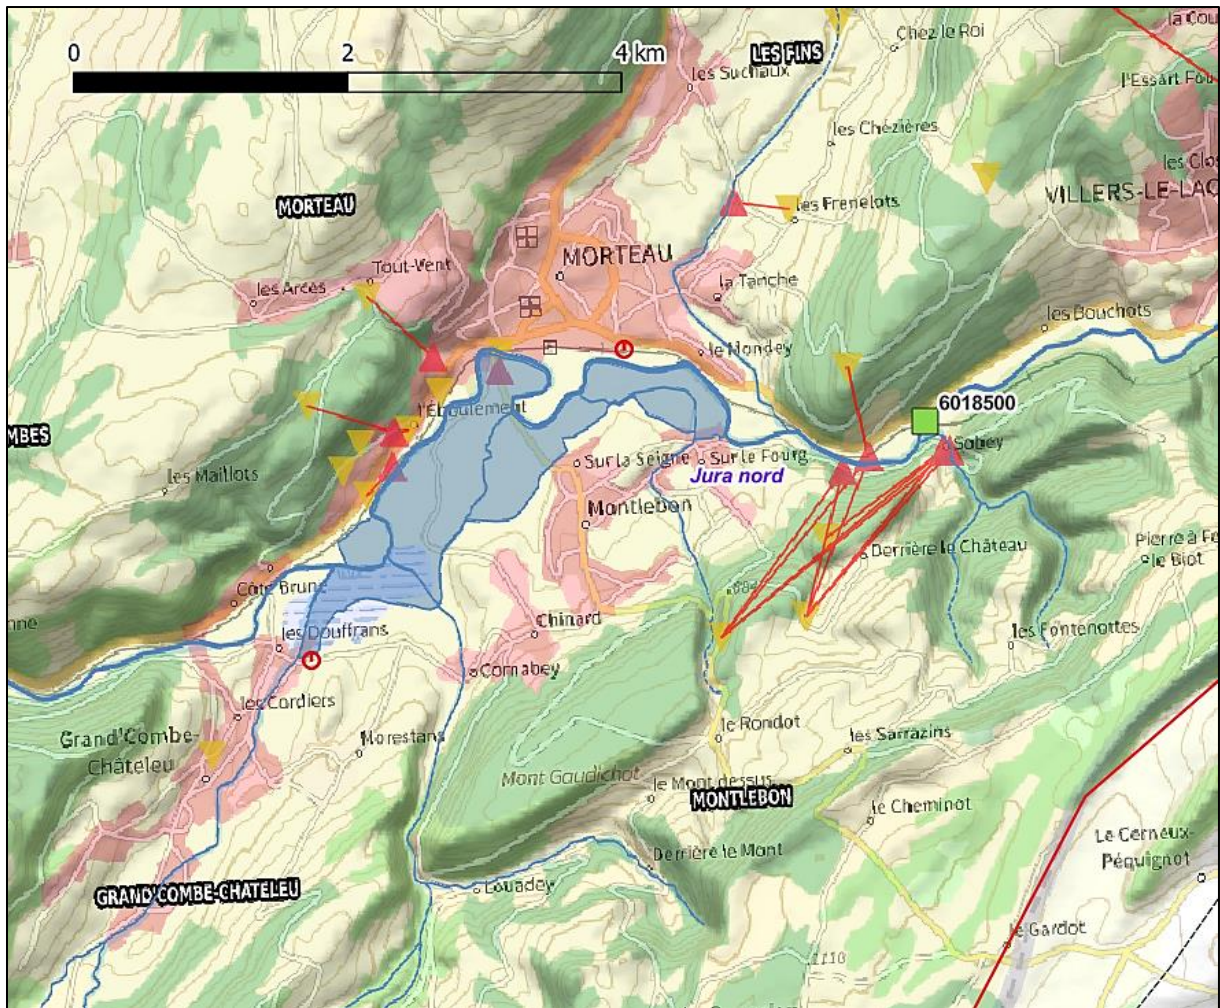 0 2 4 km
LES FINS
Chez le Roi
les Suchaux
l'Essart Fou
les Chézières
les Clos
MORTEAU
VILLERS-LE-LAC
les Frenelots
MORTEAU
Tout-Vent
la Tanche
les Arces
les Bouchots
le Mondey
6018500
l'Éboulement
MBES
Sobey
Sur la Seigne
Sur le Fourg
les Maillots
Jura nord
Montlebon
Derrière le Château
Pierre à Fe
le Biot
Côte Brune
884
Chinard
nne
les Douffrans
les Fontenottes
Cornabey
les Cordiers
Grand'Combe-
Châteleu
Morestans
le Rondot
les Sarrazins
Mont Gaudichot
le Mont dessus
MONTLEBON
le Cheminot
Le Cerneux-
Péquignot
Derrière le Mont
GRAND'COMBE-CHATELEU
Louadey
le Gardot
1110